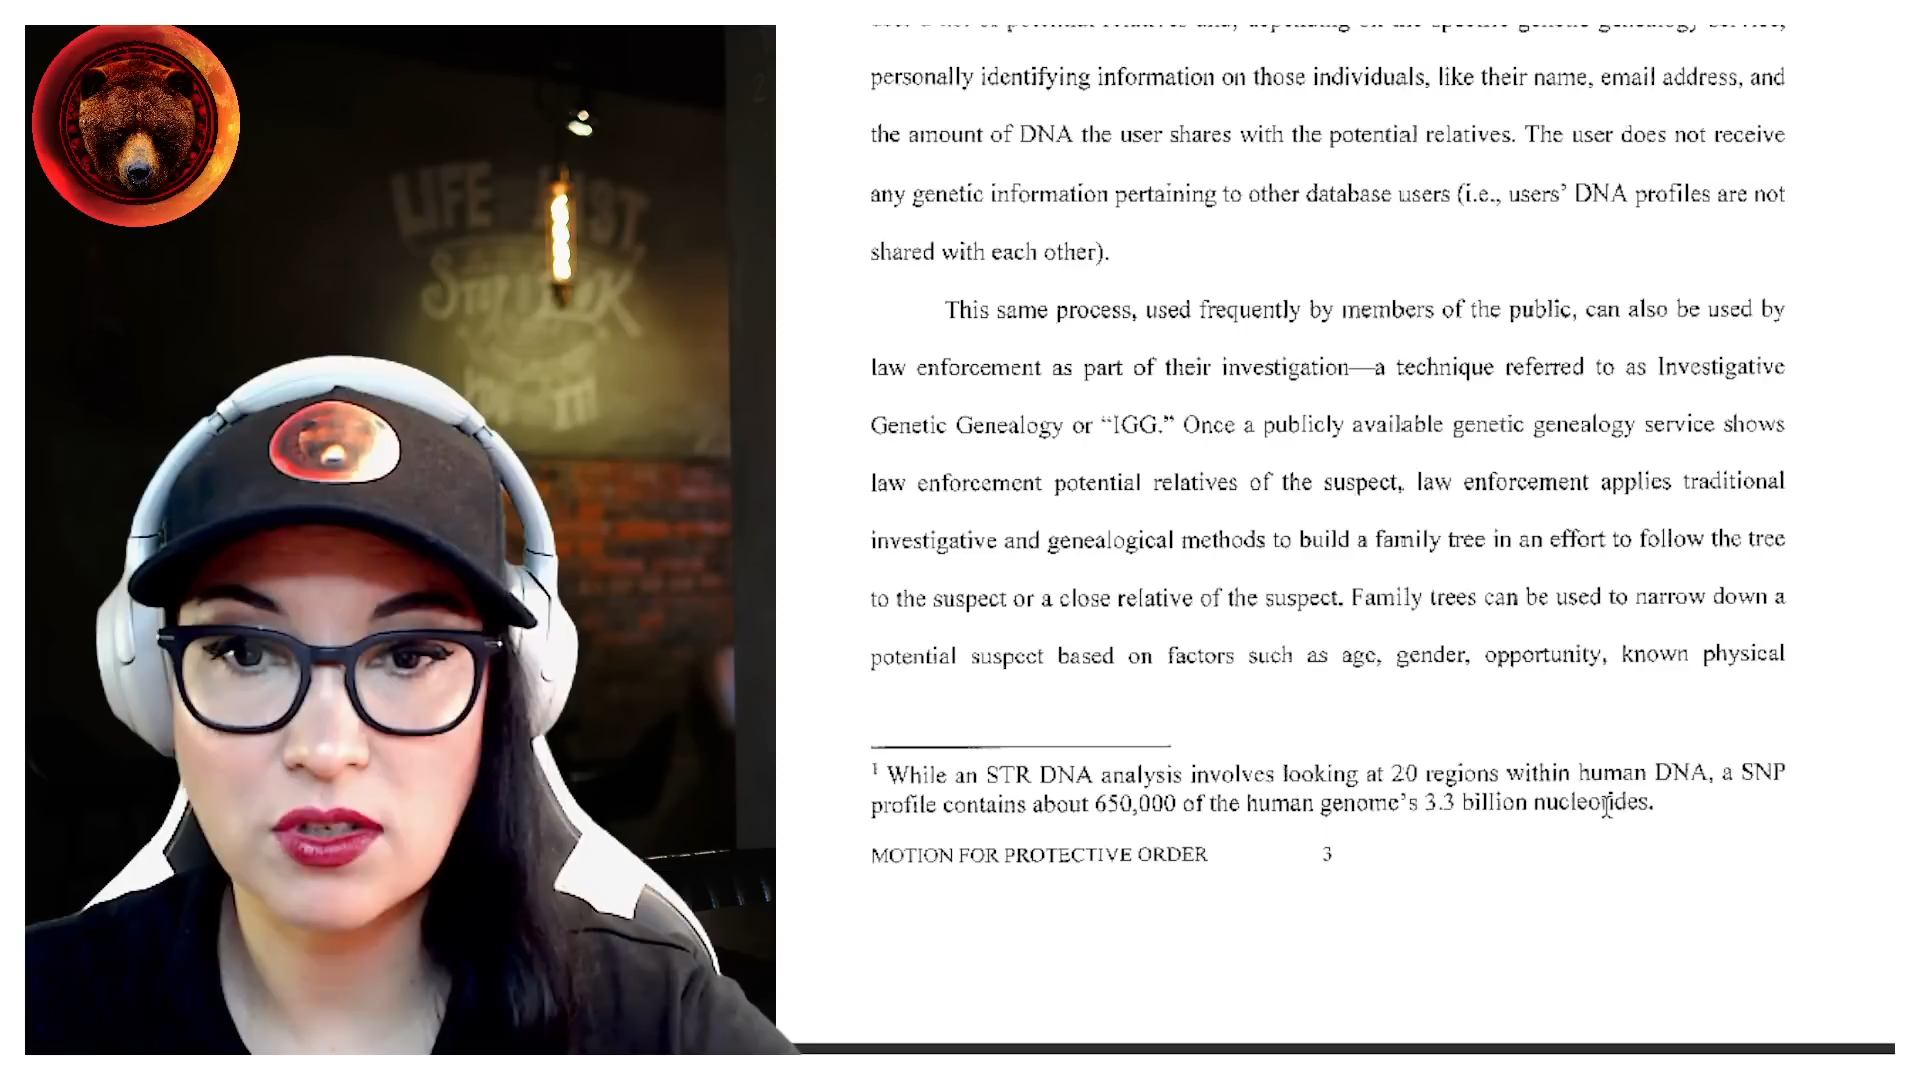 LIFE
personally identifying information on those individuals, like their name, email address, and
the amount of DNA the user shares with the potential relatives. The user does not receive
any genetic information pertaining to other database users (i.e., users’ DNA profiles are not
shared with each other).
This same process, used frequently by members of the public, can also be used by
law enforcement as part of their investigation—a technique referred to as Investigative
Genetic Genealogy or “IGG.” Once a publicly available genetic genealogy service shows
law enforcement potential relatives of the suspect, law enforcement applies traditional
investigative and genealogical methods to build a family tree in an effort to follow the tree
to the suspect or a close relative of the suspect. Family trees can be used to narrow down a
potential suspect based on factors such as age, gender, opportunity, known physical
1 While an STR DNA analysis involves looking at 20 regions within human DNA, a SNP
profile contains about 650,000 of the human genome’s 3.3 billion nucleotides.
MOTION FOR PROTECTIVE ORDER 3